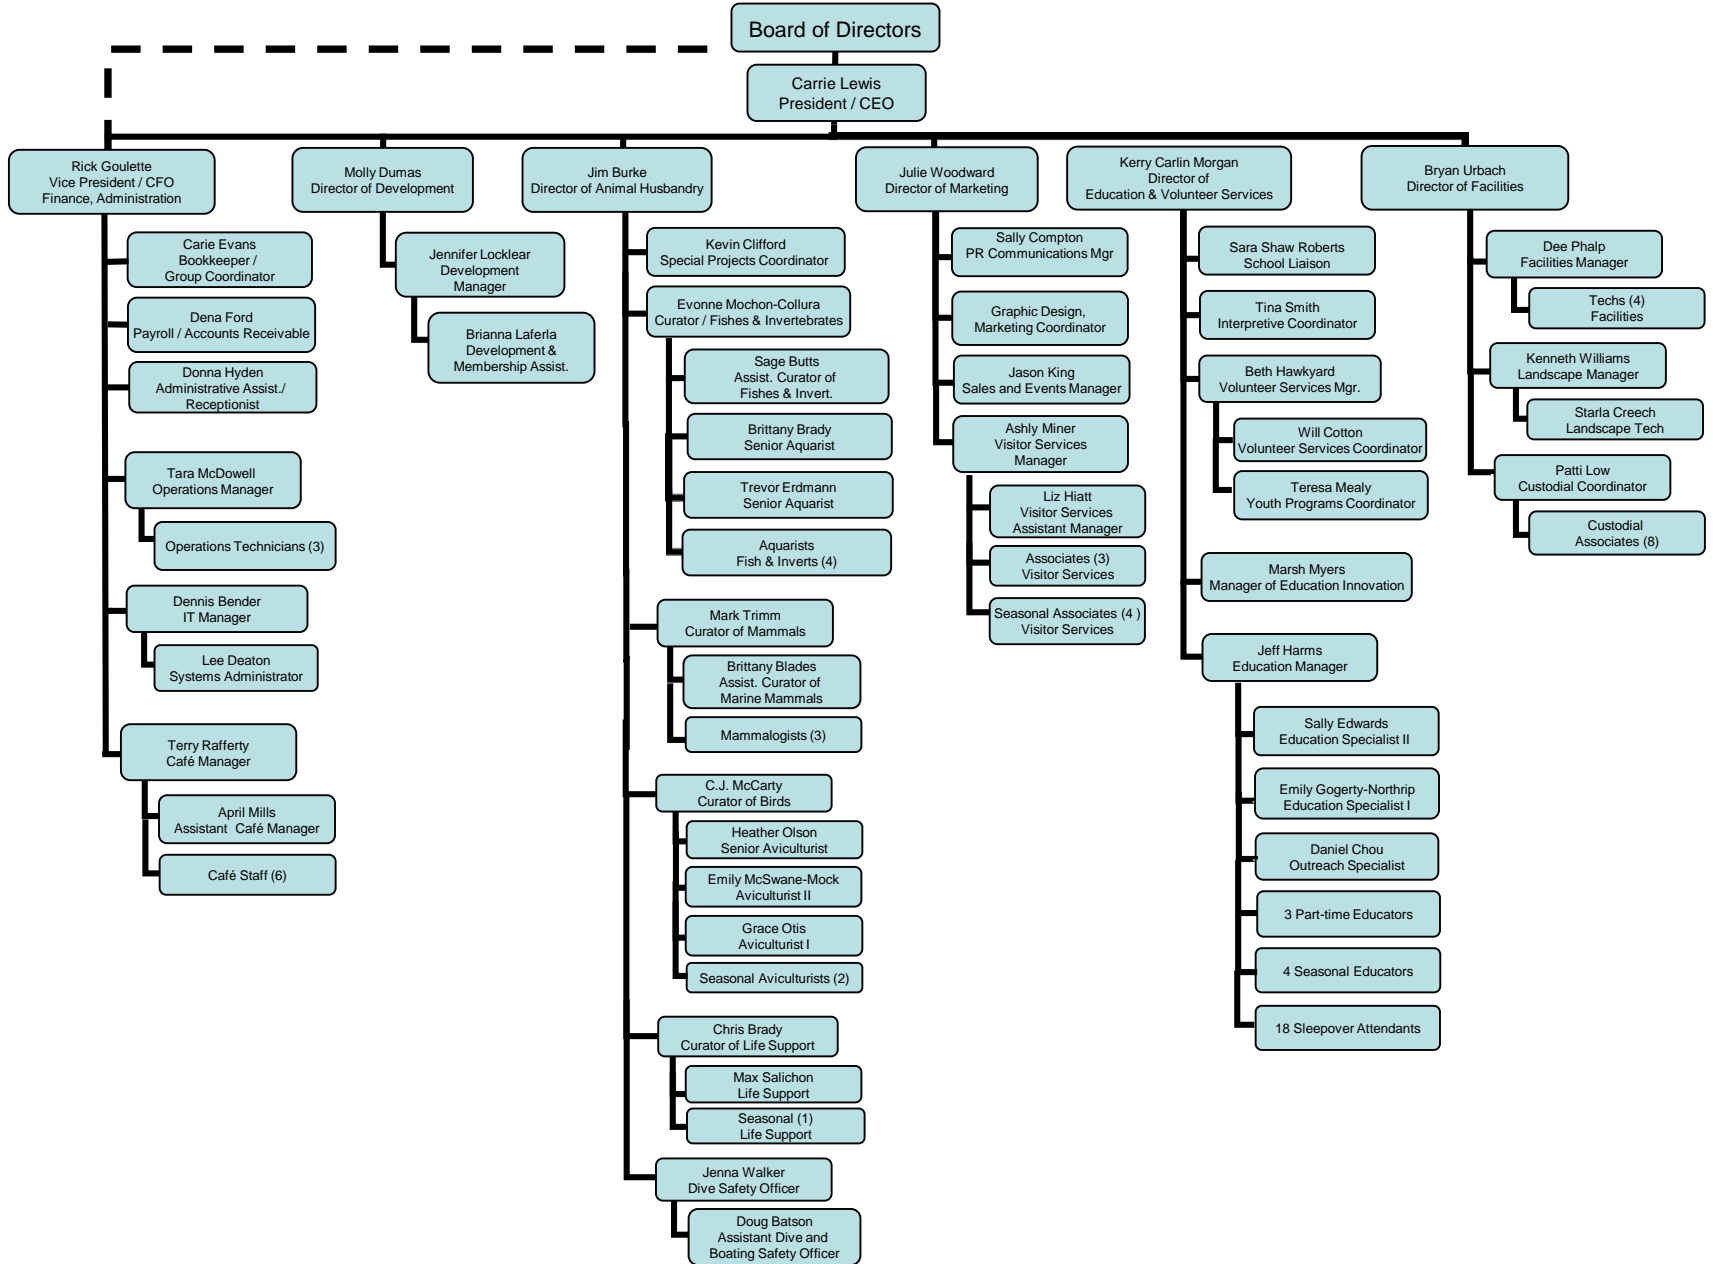 Board of Directors
Carrie Lewis
President / CEO
Rick Goulette
Vice President / CFO
Finance, Administration
Carie Evans
Bookkeeper /
Group Coordinator
Dena Ford
Payroll / Accounts Receivable
Donna Hyden
Administrative Assist./
Receptionist
Tara McDowell
Operations Manager
Operations Technicians (3)
Dennis Bender
IT Manager
Lee Deaton
Systems Administrator
Terry Rafferty
Café Manager
April Mills
Assistant Café Manager
Café Staff (6)
Molly Dumas
Director of Development
Jennifer Locklear
Development
Manager
Brianna Laferla
Development &
Membership Assist.
Jim Burke
Director of Animal Husbandry
Kevin Clifford
Special Projects Coordinator
Evonne Mochon-Collura
Curator / Fishes & Invertebrates
Sage Butts
Assist. Curator of
Fishes & Invert.
Brittany Brady
Senior Aquarist
Trevor Erdmann
Senior Aquarist
Aquarists
Fish & Inverts (4)
Mark Trimm
Curator of Mammals
Brittany Blades
Assist. Curator of
Marine Mammals
Mammalogists (3)
C.J. McCarty
Curator of Birds
Heather Olson
Senior Aviculturist
Emily McSwane-Mock
Aviculturist II
Grace Otis
Aviculturist I
Seasonal Aviculturists (2)
Chris Brady
Curator of Life Support
Max Salichon
Life Support
Seasonal (1)
Life Support
Jenna Walker
Dive Safety Officer
Doug Batson
Assistant Dive and
Boating Safety Officer
Julie Woodward
Director of Marketing
Sally Compton
PR Communications Mgr
Graphic Design,
Marketing Coordinator
Jason King
Sales and Events Manager
Ashly Miner
Visitor Services
Manager
Liz Hiatt
Visitor Services
Assistant Manager
Associates (3)
Visitor Services
Seasonal Associates (4 )
Visitor Services
Kerry Carlin Morgan
Director of
Education & Volunteer Services
Sara Shaw Roberts
School Liaison
Tina Smith
Interpretive Coordinator
Beth Hawkyard
Volunteer Services Mgr.
Will Cotton
Volunteer Services Coordinator
Teresa Mealy
Youth Programs Coordinator
Marsh Myers
Manager of Education Innovation
Jeff Harms
Education Manager
Sally Edwards
Education Specialist II
Emily Gogerty-Northrip
Education Specialist I
Daniel Chou
Outreach Specialist
3 Part-time Educators
4 Seasonal Educators
18 Sleepover Attendants
Bryan Urbach
Director of Facilities
Dee Phalp
Facilities Manager
Techs (4)
Facilities
Kenneth Williams
Landscape Manager
Starla Creech
Landscape Tech
Patti Low
Custodial Coordinator
Custodial
Associates (8)